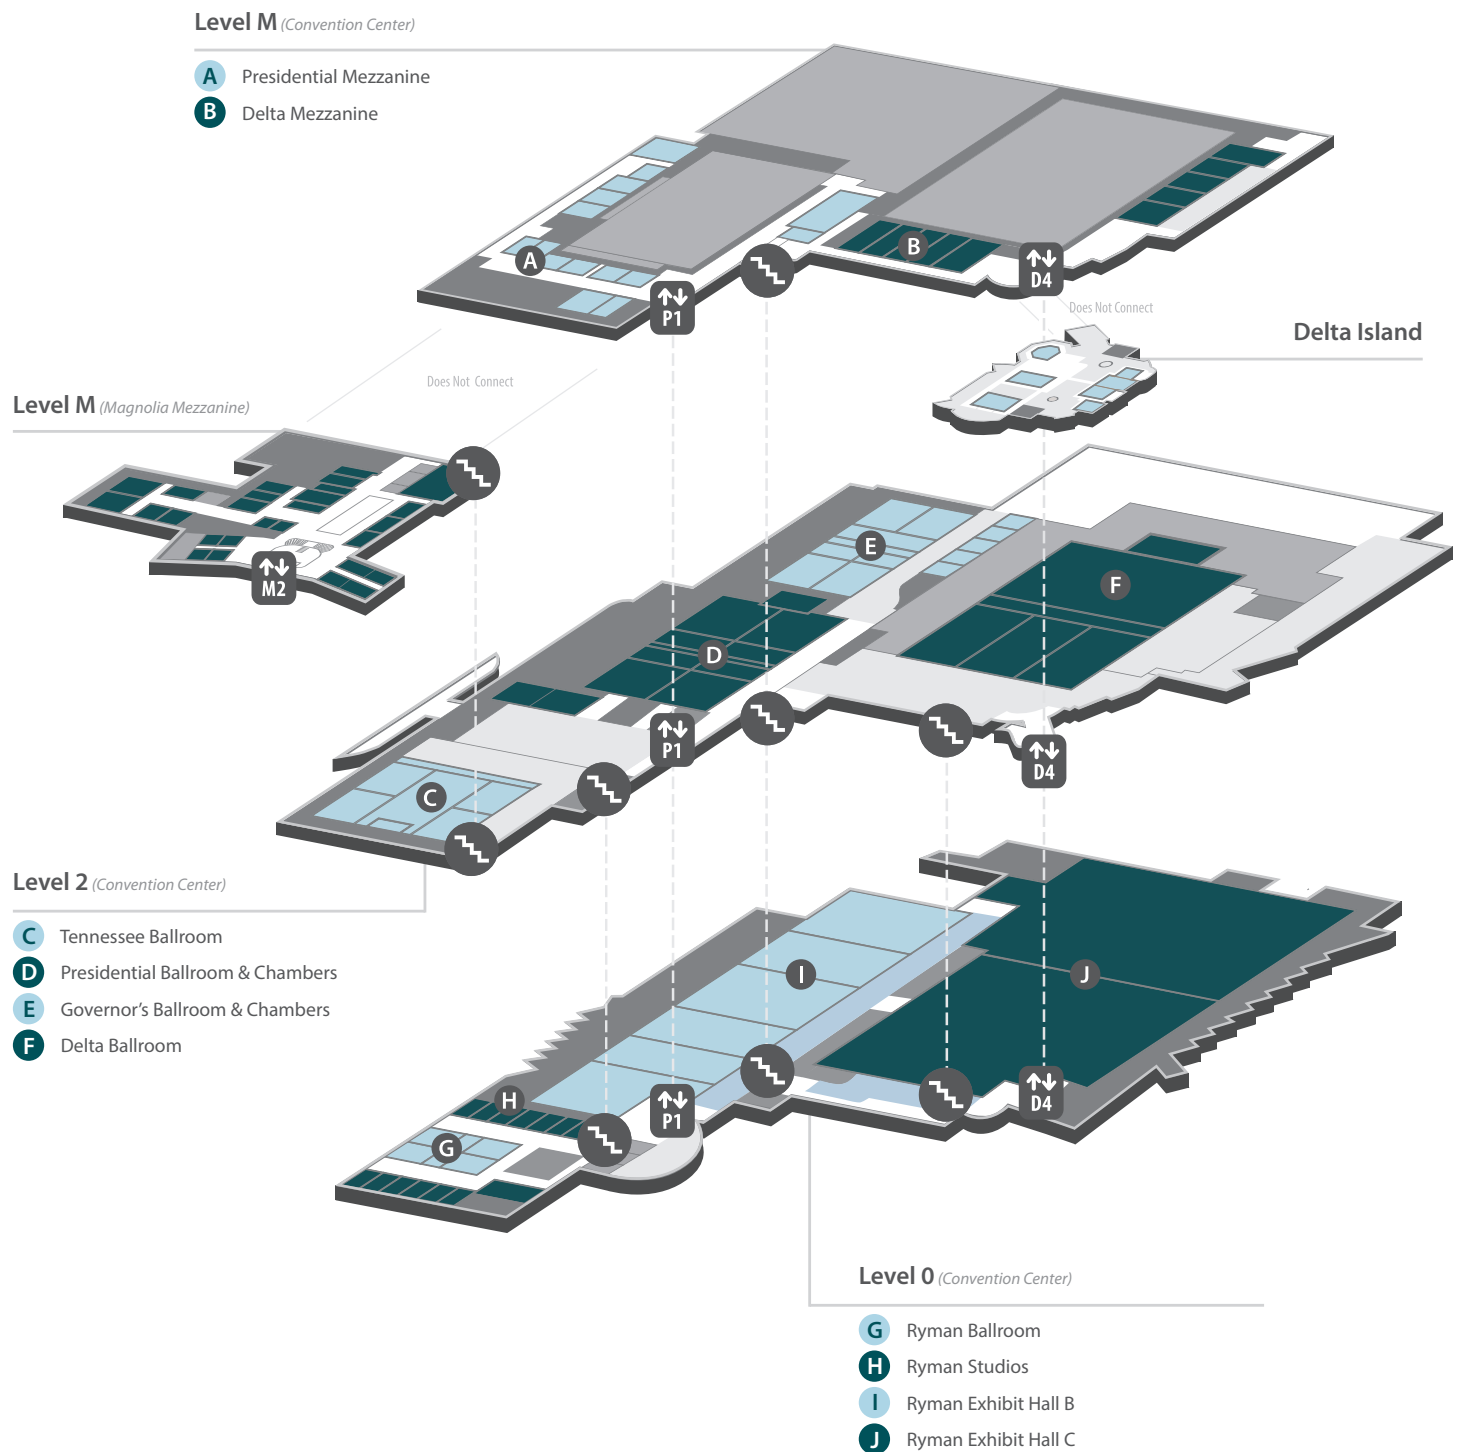 Level M (Convention Center)
A Presidential Mezzanine
B Delta Mezzanine
B
D4
A
P1
Does Not Connect
Delta Island
Does Not Connect
Level M (Magnolia Mezzanine)
M2
E
F
D
P1
D4
C
Level 2 (Convention Center)
C Tennessee Ballroom
D Presidential Ballroom & Chambers
E Governor's Ballroom & Chambers
F Delta Ballroom
I
J
H
P1
D4
G
Level 0 (Convention Center)
G Ryman Ballroom
H Ryman Studios
I Ryman Exhibit Hall B
J Ryman Exhibit Hall C